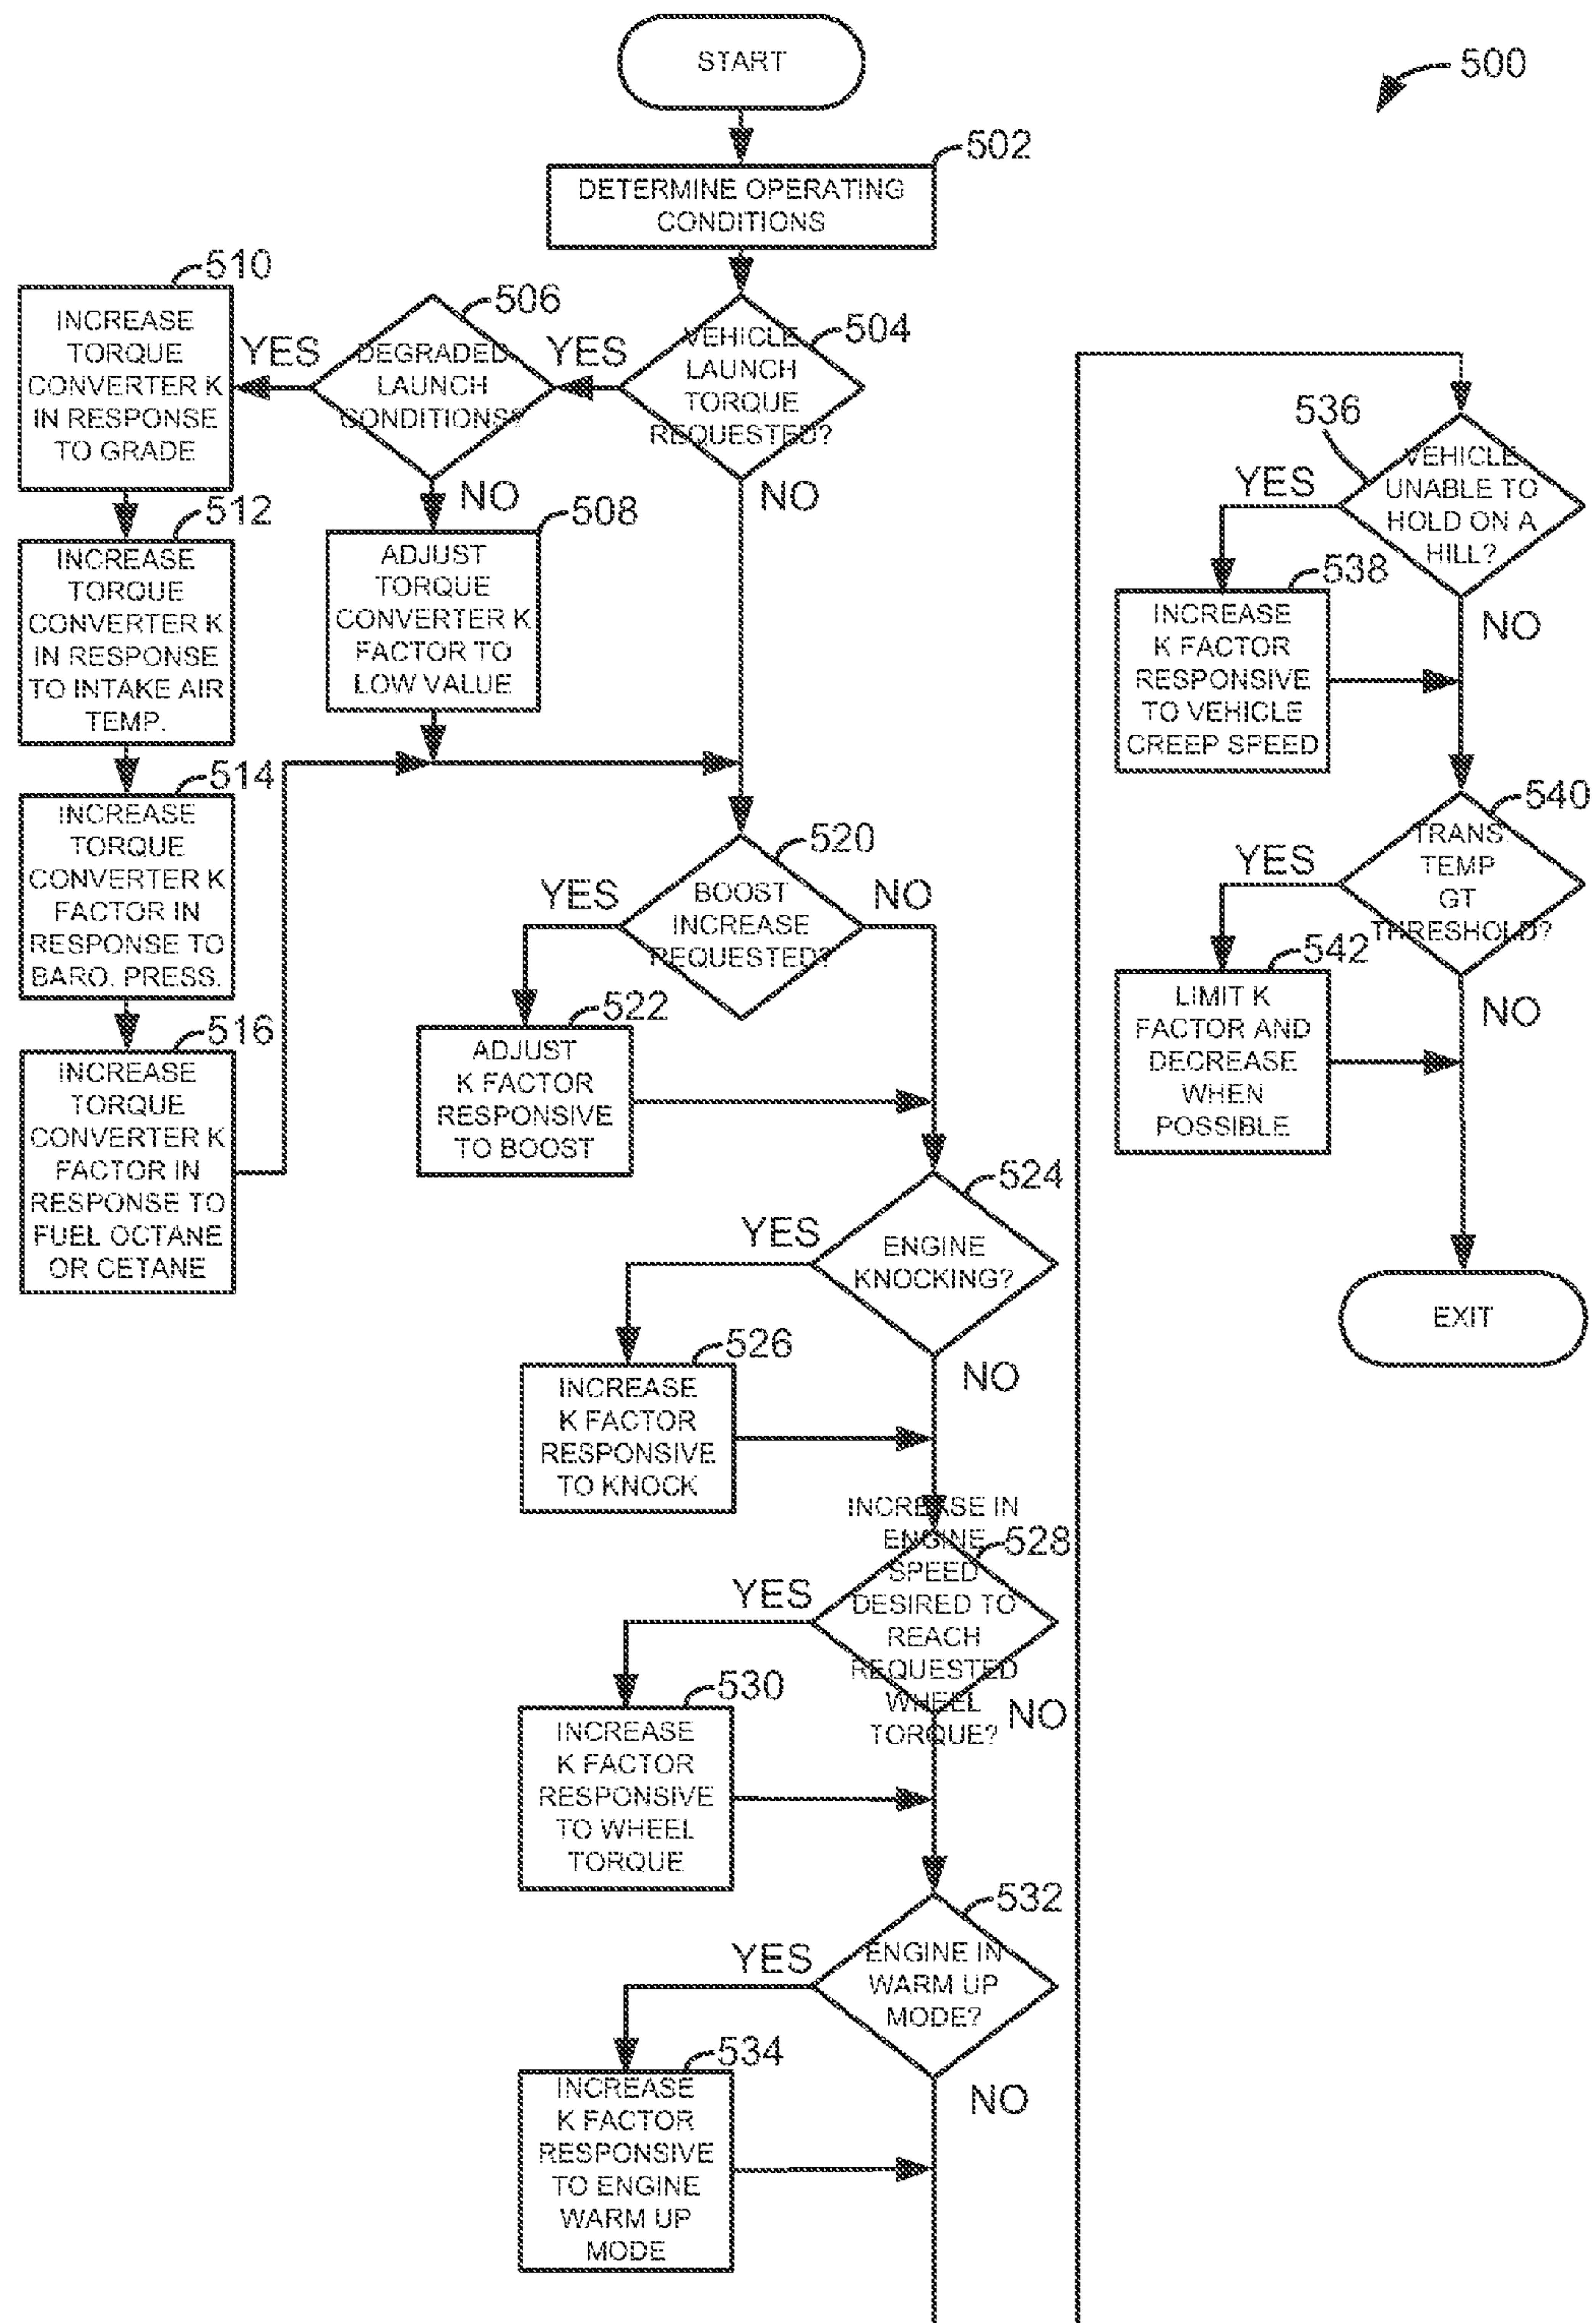 START
500
502
DETERMINE OPERATING
CONDITIONS
504
VEHICLE
LAUNCH
TORQUE
REQUESTED?
YES
NO
506
DEGRADED
LAUNCH
CONDITIONS?
YES
NO
508
ADJUST
TORQUE
CONVERTER K
FACTOR TO
LOW VALUE
510
INCREASE
TORQUE
CONVERTER K
IN RESPONSE
TO GRADE
512
INCREASE
TORQUE
CONVERTER K
IN RESPONSE
TO INTAKE AIR
TEMP.
514
INCREASE
TORQUE
CONVERTER K
FACTOR IN
RESPONSE TO
BARO. PRESS.
516
INCREASE
TORQUE
CONVERTER K
FACTOR IN
RESPONSE TO
FUEL OCTANE
OR CETANE
520
BOOST
INCREASE
REQUESTED?
YES
NO
522
ADJUST
K FACTOR
RESPONSIVE
TO BOOST
524
ENGINE
KNOCKING?
YES
NO
526
INCREASE
K FACTOR
RESPONSIVE
TO KNOCK
528
INCREASE IN
ENGINE
SPEED
DESIRED TO
REACH
REQUESTED
WHEEL
TORQUE?
YES
NO
530
INCREASE
K FACTOR
RESPONSIVE
TO WHEEL
TORQUE
532
ENGINE IN
WARM UP
MODE?
YES
NO
534
INCREASE
K FACTOR
RESPONSIVE
TO ENGINE
WARM UP
MODE
536
VEHICLE
UNABLE TO
HOLD ON A
HILL?
YES
NO
538
INCREASE
K FACTOR
RESPONSIVE
TO VEHICLE
CREEP SPEED
540
TRANS.
TEMP
GT
THRESHOLD?
YES
NO
542
LIMIT K
FACTOR AND
DECREASE
WHEN
POSSIBLE
EXIT